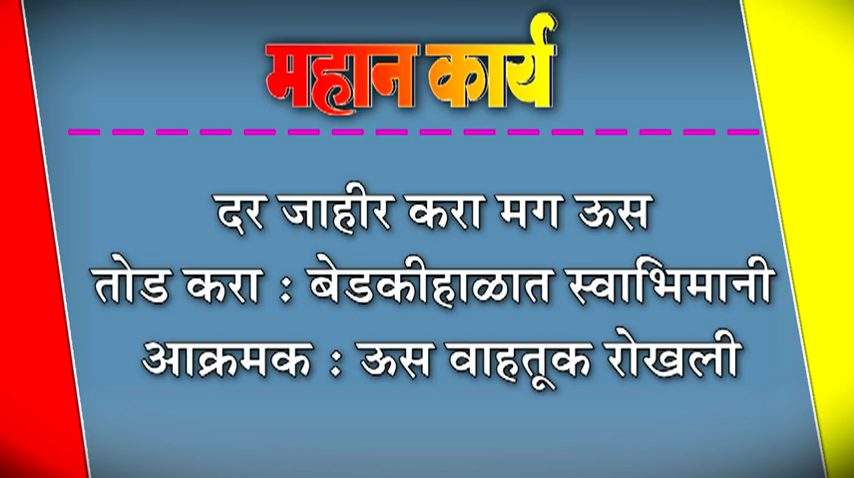 महान कार्य
दर जाहीर करा मग ऊस
तोड करा : बेडकीहाळात स्वाभिमानी
आक्रमक : ऊस वाहतूक रोखली